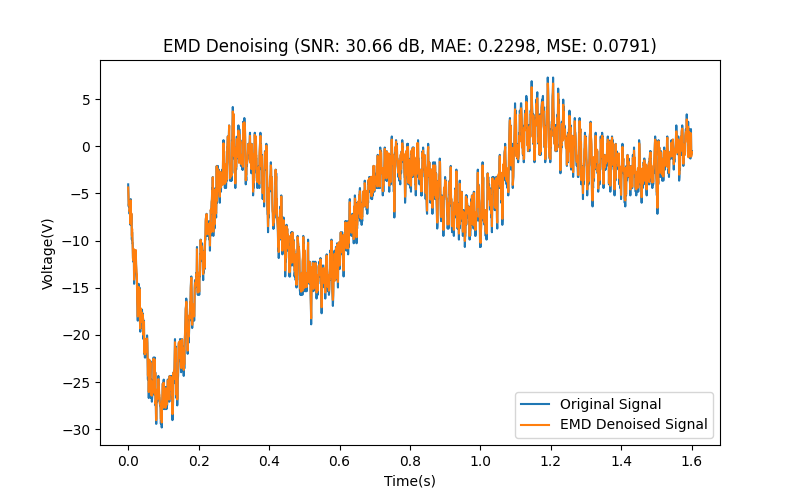 EMD Denoising (SNR: 30.66 dB, MAE: 0.2298, MSE: 0.0791)
5
0
−5
−10
−15
−20
−25
−30
Voltage(V)
0.0 0.2 0.4 0.6 0.8 1.0 1.2 1.4 1.6
Time(s)
Original Signal
EMD Denoised Signal